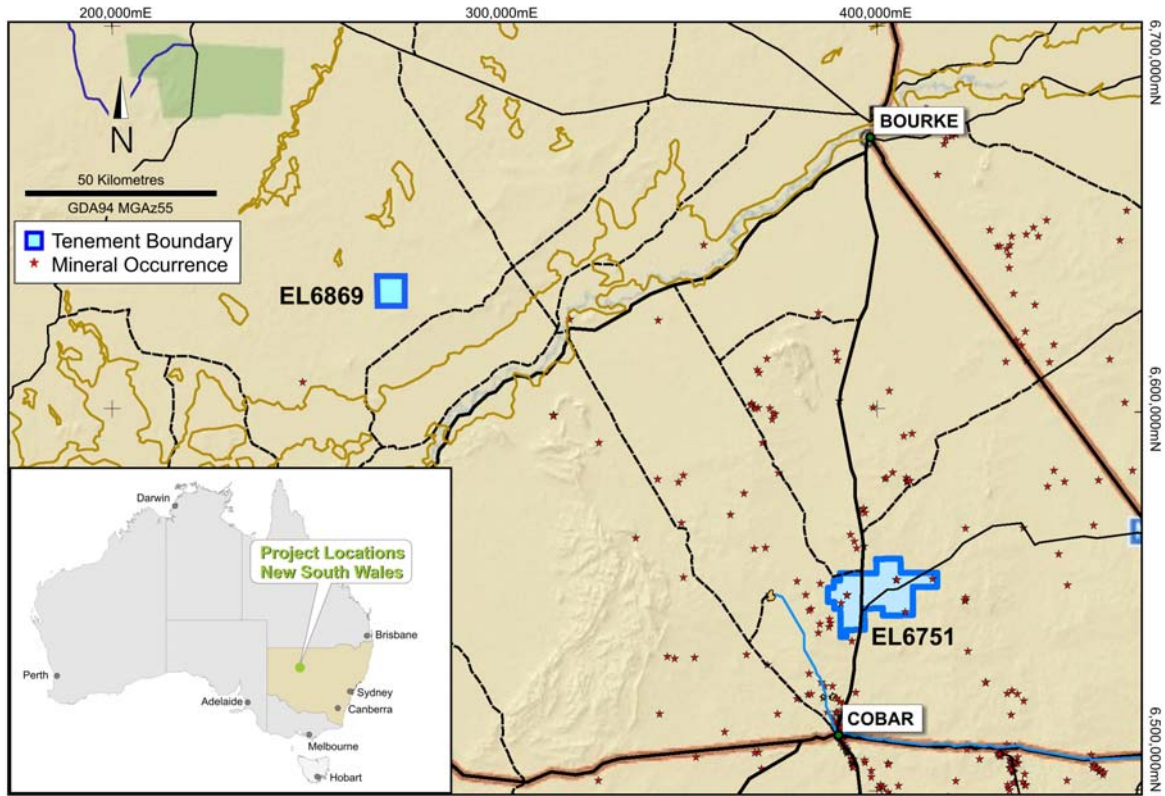 200,000mE
300,000mE
400,000mE
6,700,000mN
N
BOURKE
50 Kilometres
GDA94 MGAz55
Tenement Boundary
Mineral Occurrence
EL6869
6,600,000mN
Darwin
Project Locations
New South Wales
Brisbane
Perth
Adelaide
Sydney
Canberra
Melbourne
Hobart
EL6751
COBAR
6,500,000mN